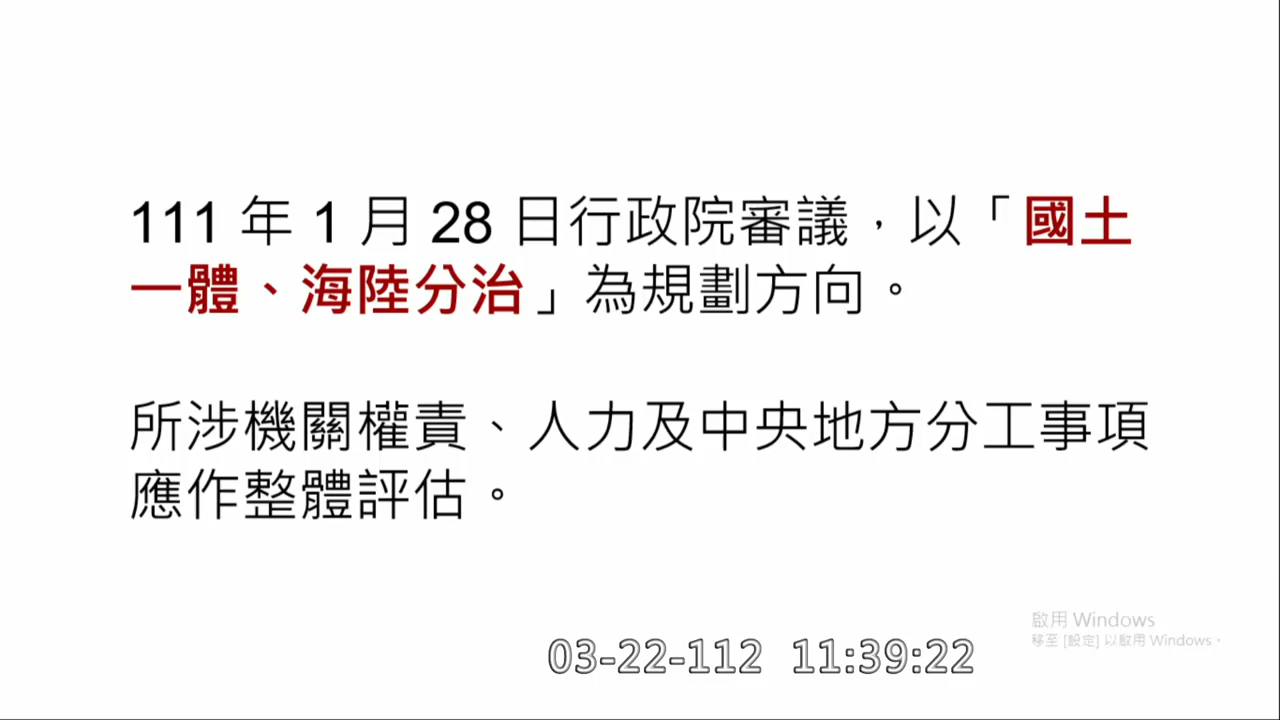 111 年 1 月 28 日行政院審議，以「國土
一體、海陸分治」為規劃方向。
所涉機關權責、人力及中央地方分工事項
應作整體評估。
啟用 Windows
移至 [設定] 以啟用 Windows。
03-22-112 11:39:22